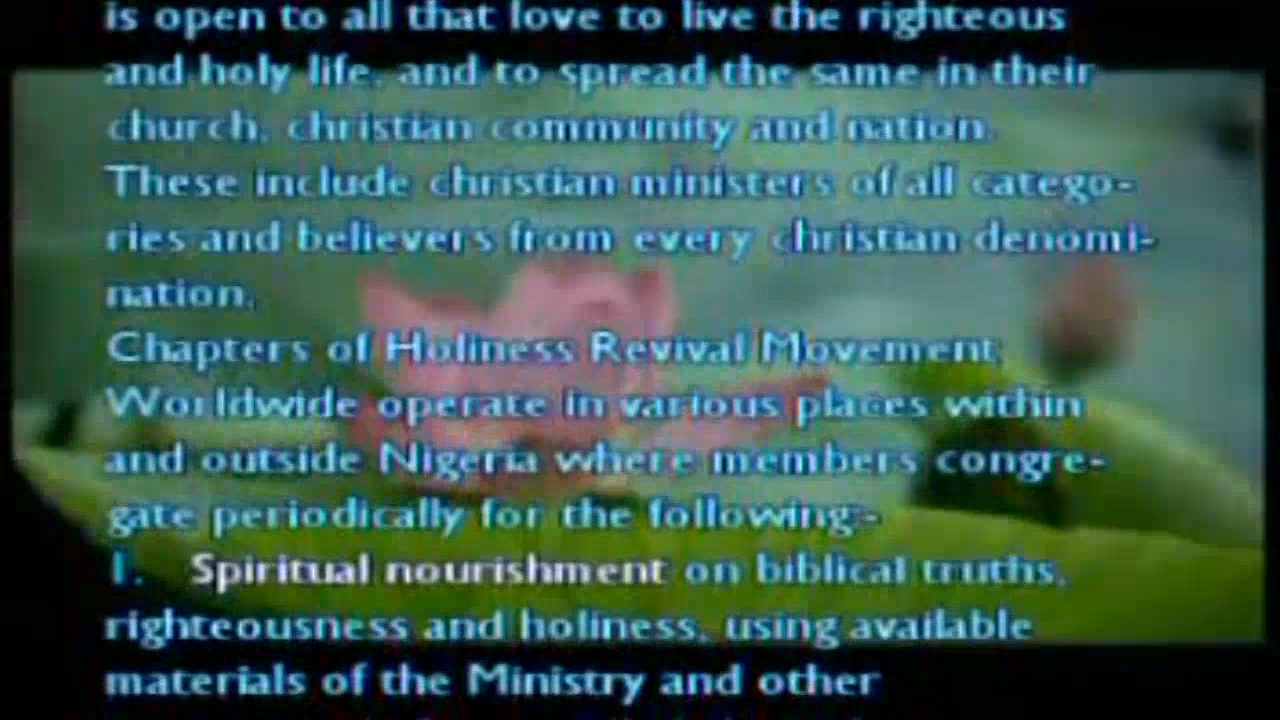 is open to all that love to live the righteous
and holy life, and to spread the same in their
church, christian community and nation.
These include christian ministers of all catego-
ries and believers from every christian denomi-
nation.
Chapters of Holiness Revival Movement
Worldwide operate in various places within
and outside Nigeria where members congre-
gate periodically for the following:-
1. Spiritual nourishment on biblical truths,
righteousness and holiness, using available
materials of the Ministry and other